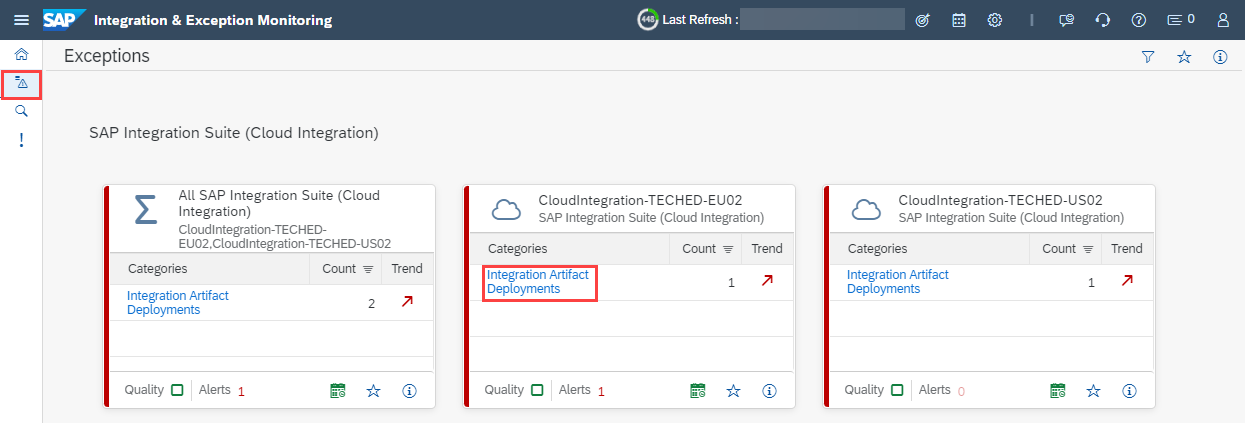 SAP Integration & Exception Monitoring 448 Last Refresh : 0
Exceptions
SAP Integration Suite (Cloud Integration)
All SAP Integration Suite (Cloud
Integration)
CloudIntegration-TECHED-
EU02,CloudIntegration-TECHED-US02
Categories Count Trend
Integration Artifact
Deployments 2
Quality Alerts 1
CloudIntegration-TECHED-EU02
SAP Integration Suite (Cloud Integration)
Categories Count Trend
Integration Artifact
Deployments 1
Quality Alerts 1
CloudIntegration-TECHED-US02
SAP Integration Suite (Cloud Integration)
Categories Count Trend
Integration Artifact
Deployments 1
Quality Alerts 0